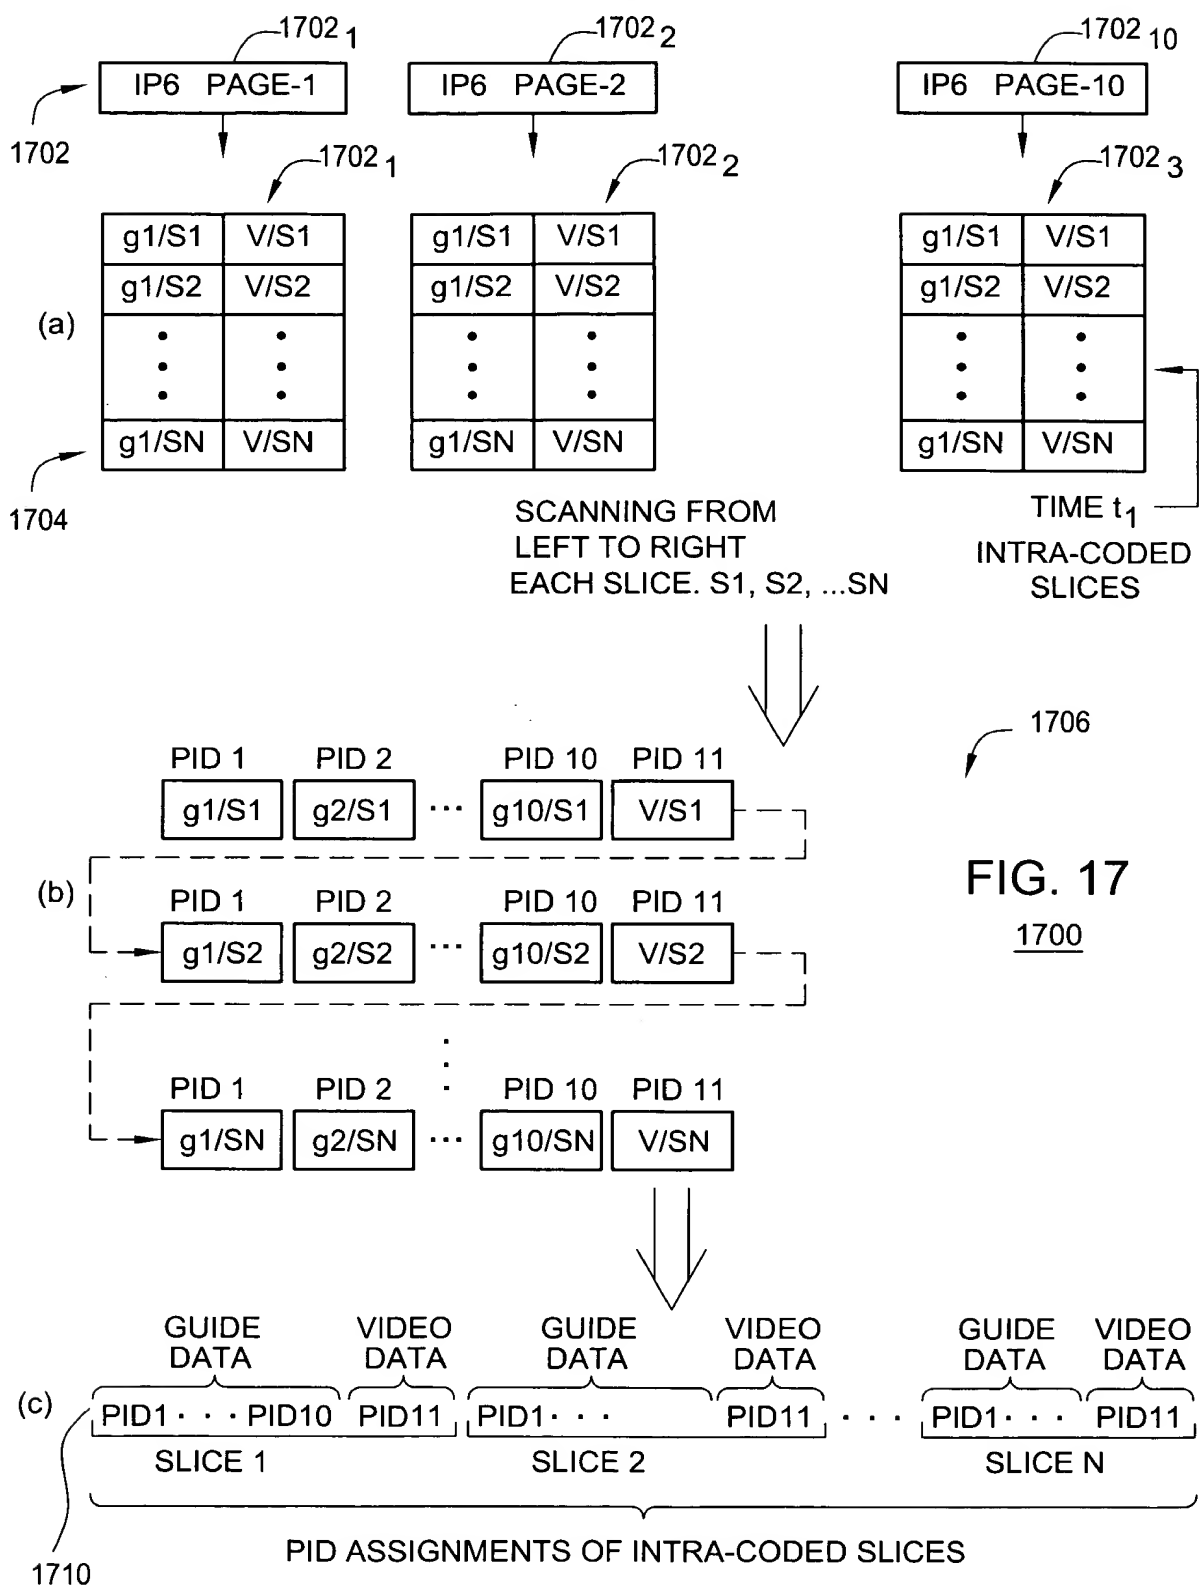 1702 1 1702 2 1702 10
IP6 PAGE-1 IP6 PAGE-2 IP6 PAGE-10
1702
1702 1 1702 2 1702 3
g1/S1 V/S1 g1/S1 V/S1 g1/S1 V/S1
g1/S2 V/S2 g1/S2 V/S2 g1/S2 V/S2
(a)
g1/SN V/SN g1/SN V/SN g1/SN V/SN
1704
TIME t1
INTRA-CODED
SLICES
SCANNING FROM
LEFT TO RIGHT
EACH SLICE. S1, S2, ...SN
1706
PID 1 PID 2 PID 10 PID 11
g1/S1 g2/S1 ... g10/S1 V/S1
FIG. 17
1700
(b)
PID 1 PID 2 PID 10 PID 11
g1/S2 g2/S2 ... g10/S2 V/S2
PID 1 PID 2 PID 10 PID 11
g1/SN g2/SN ... g10/SN V/SN
GUIDE DATA VIDEO DATA GUIDE DATA VIDEO DATA GUIDE DATA VIDEO DATA
(c)
PID1 · · · PID10 PID11 PID1 · · · PID11 · · · · PID1 · · · PID11
SLICE 1 SLICE 2 SLICE N
PID ASSIGNMENTS OF INTRA-CODED SLICES
1710